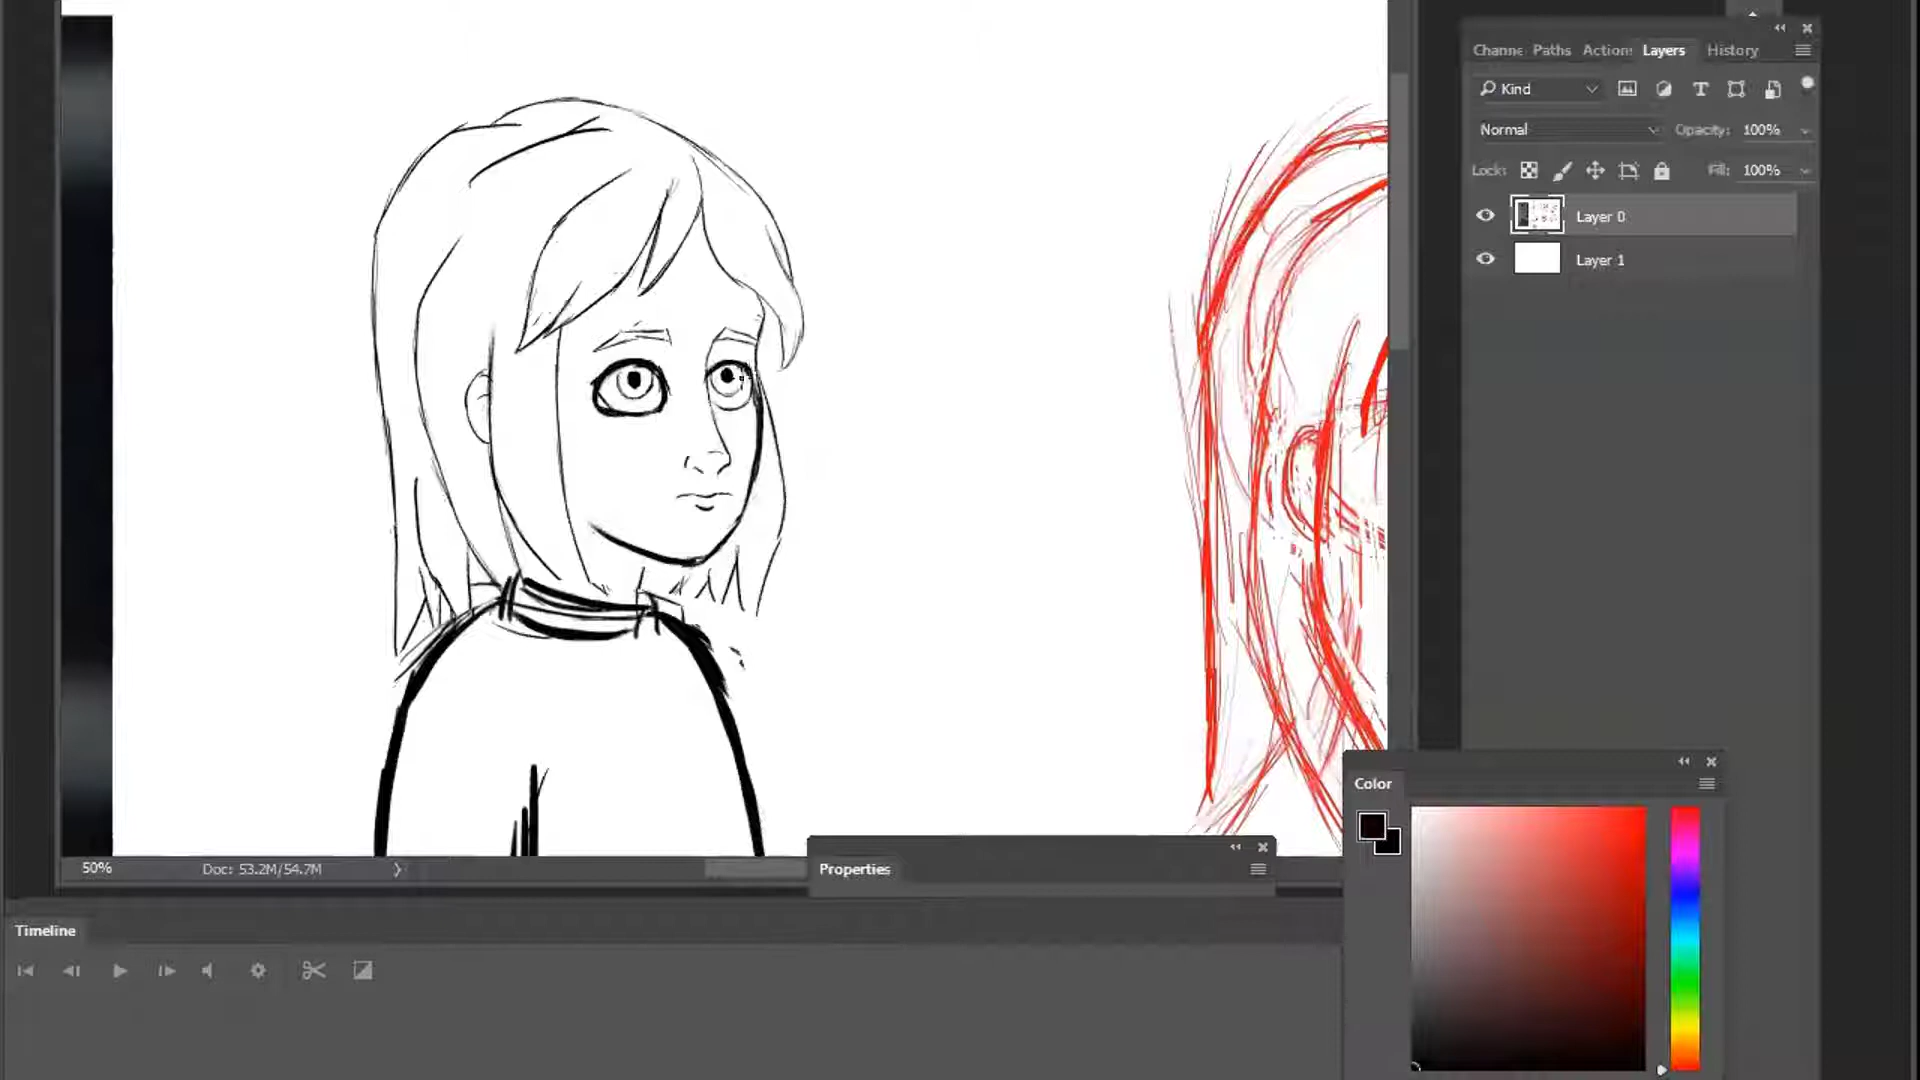 Channe Paths Action: Layers History
Kind
Normal Opacity: 100%
Lock: Fill: 100%
Layer 0
Layer 1
Color
50% Doc: 53.2M/54.7M
Properties
Timeline